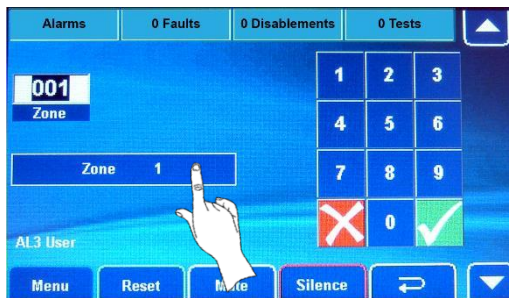 Alarms 0 Faults 0 Disablements 0 Tests
1 2 3
001
Zone
4 5 6
Zone 1
7 8 9
0
AL3 User
Menu Reset Silence